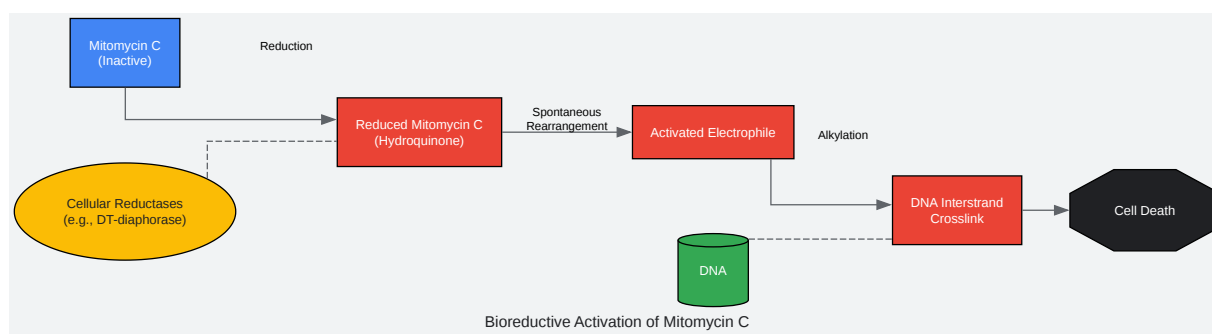 Mitomycin C
(Inactive)
Reduction
Reduced Mitomycin C
(Hydroquinone)
Spontaneous
Rearrangement
Activated Electrophile
Alkylation
Cellular Reductases
(e.g., DT-diaphorase)
DNA Interstrand
Crosslink
Cell Death
DNA
Bioreductive Activation of Mitomycin C